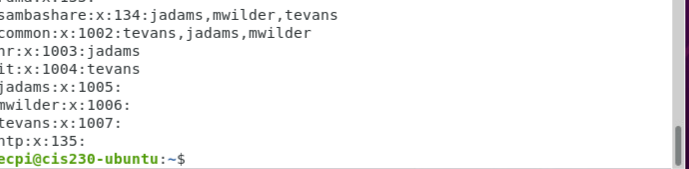 sambashare:x:134:jadams,mwilder,tevans
common:x:1002:tevans,jadams,mwilder
hr:x:1003:jadams
it:x:1004:tevans
jadams:x:1005:
mwilder:x:1006:
tevans:x:1007:
ntp:x:135:
ecpi@cis230-ubuntu:~$